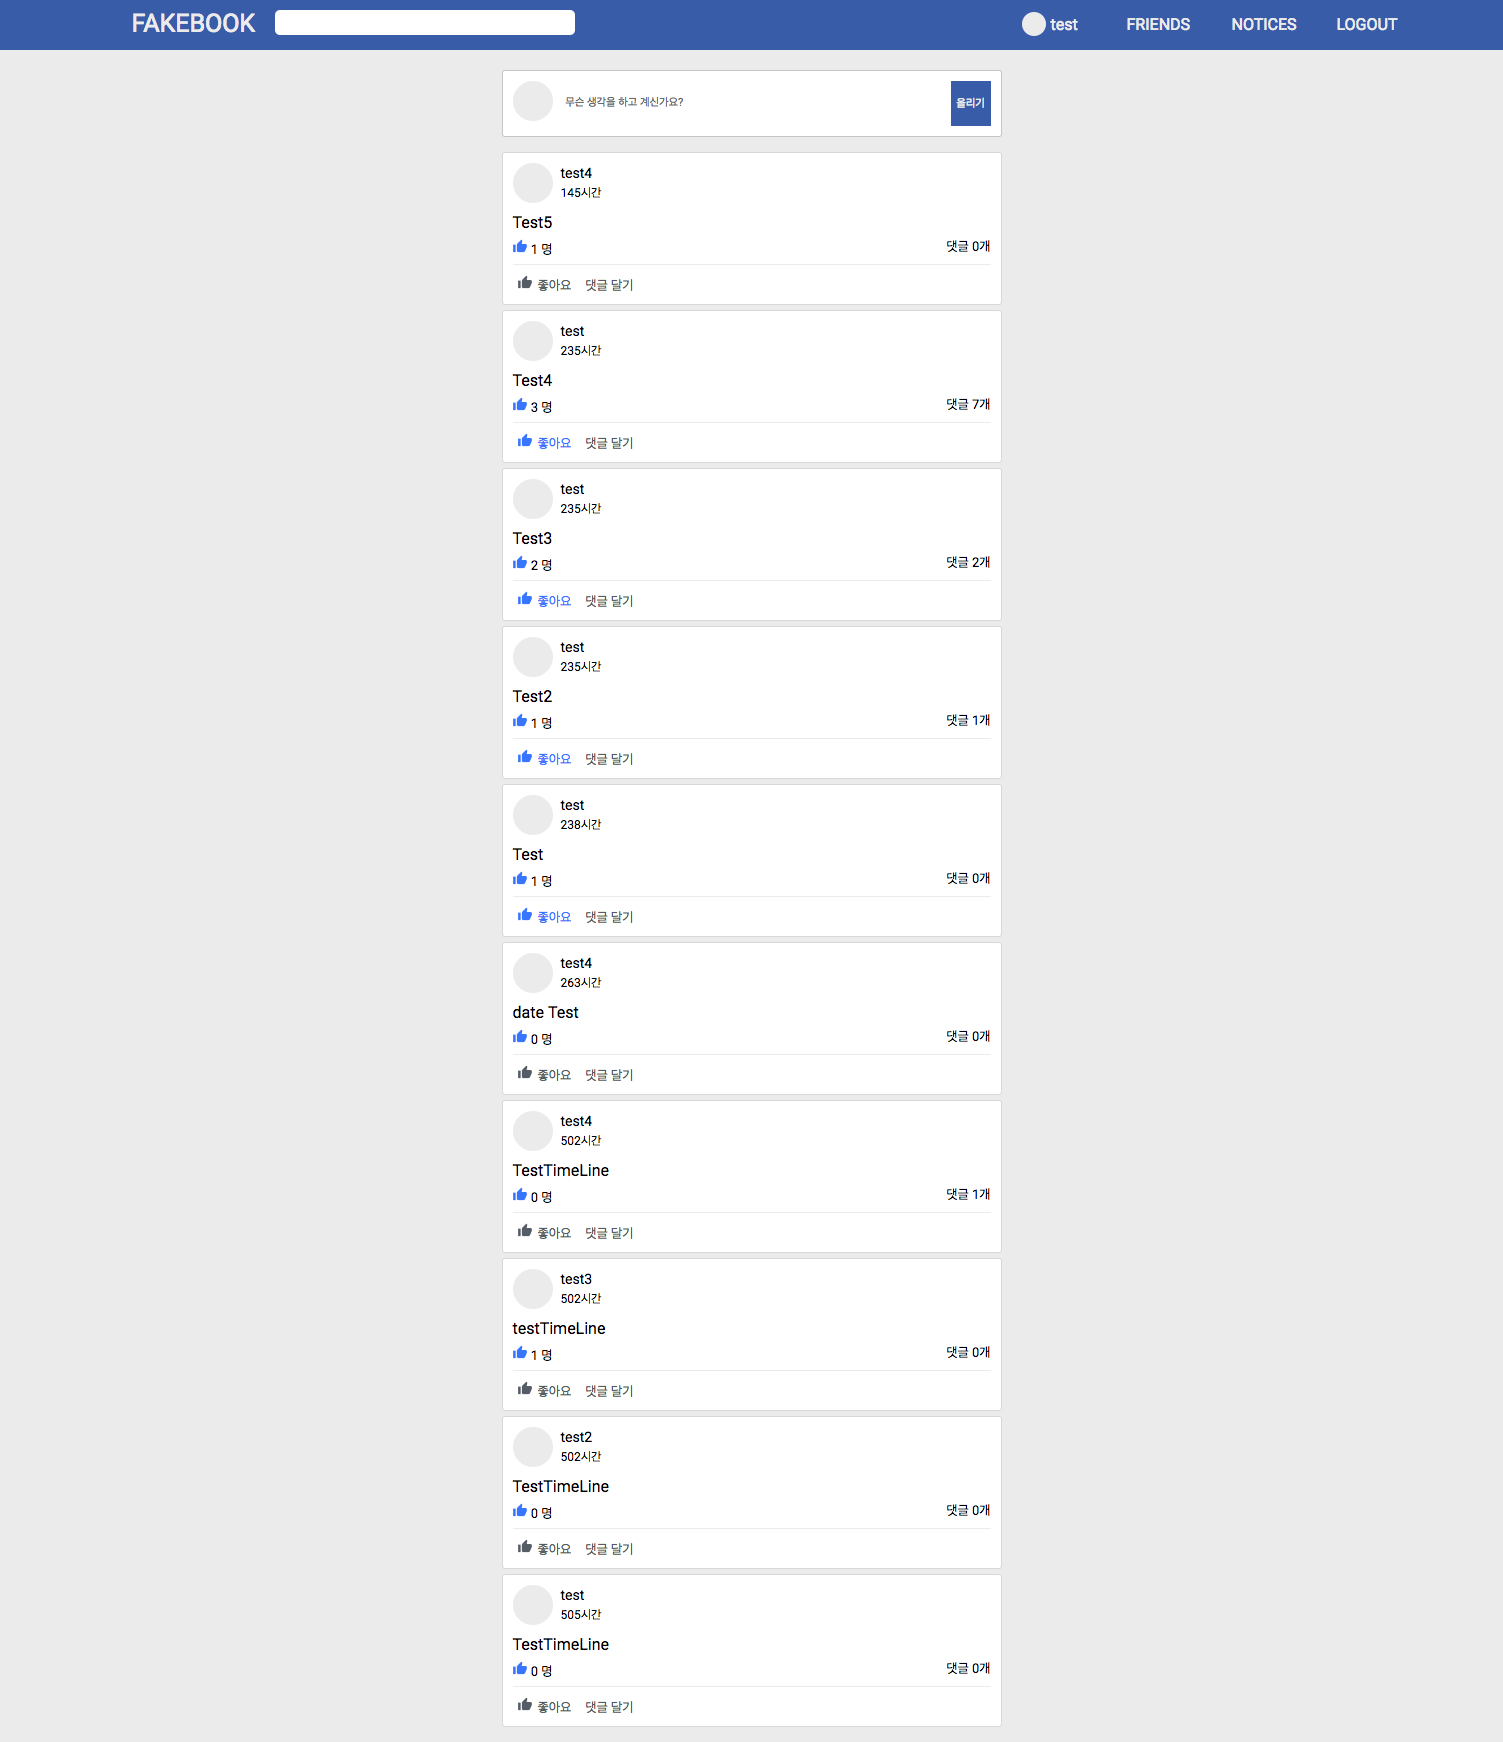 FAKEBOOK test FRIENDS NOTICES LOGOUT
무슨 생각을 하고 계신가요? 올리기
test4
145시간
Test5
1 명 댓글 0개
좋아요 댓글 달기
test
235시간
Test4
3 명 댓글 7개
좋아요 댓글 달기
test
235시간
Test3
2 명 댓글 2개
좋아요 댓글 달기
test
235시간
Test2
1 명 댓글 1개
좋아요 댓글 달기
test
238시간
Test
1 명 댓글 0개
좋아요 댓글 달기
test4
263시간
date Test
0 명 댓글 0개
좋아요 댓글 달기
test4
502시간
TestTimeLine
0 명 댓글 1개
좋아요 댓글 달기
test3
502시간
testTimeLine
1 명 댓글 0개
좋아요 댓글 달기
test2
502시간
TestTimeLine
0 명 댓글 0개
좋아요 댓글 달기
test
505시간
TestTimeLine
0 명 댓글 0개
좋아요 댓글 달기